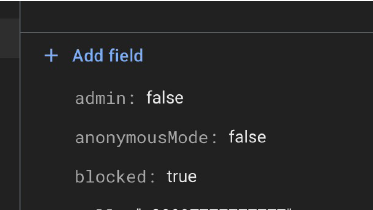 + Add field
admin: false
anonymousMode: false
blocked: true